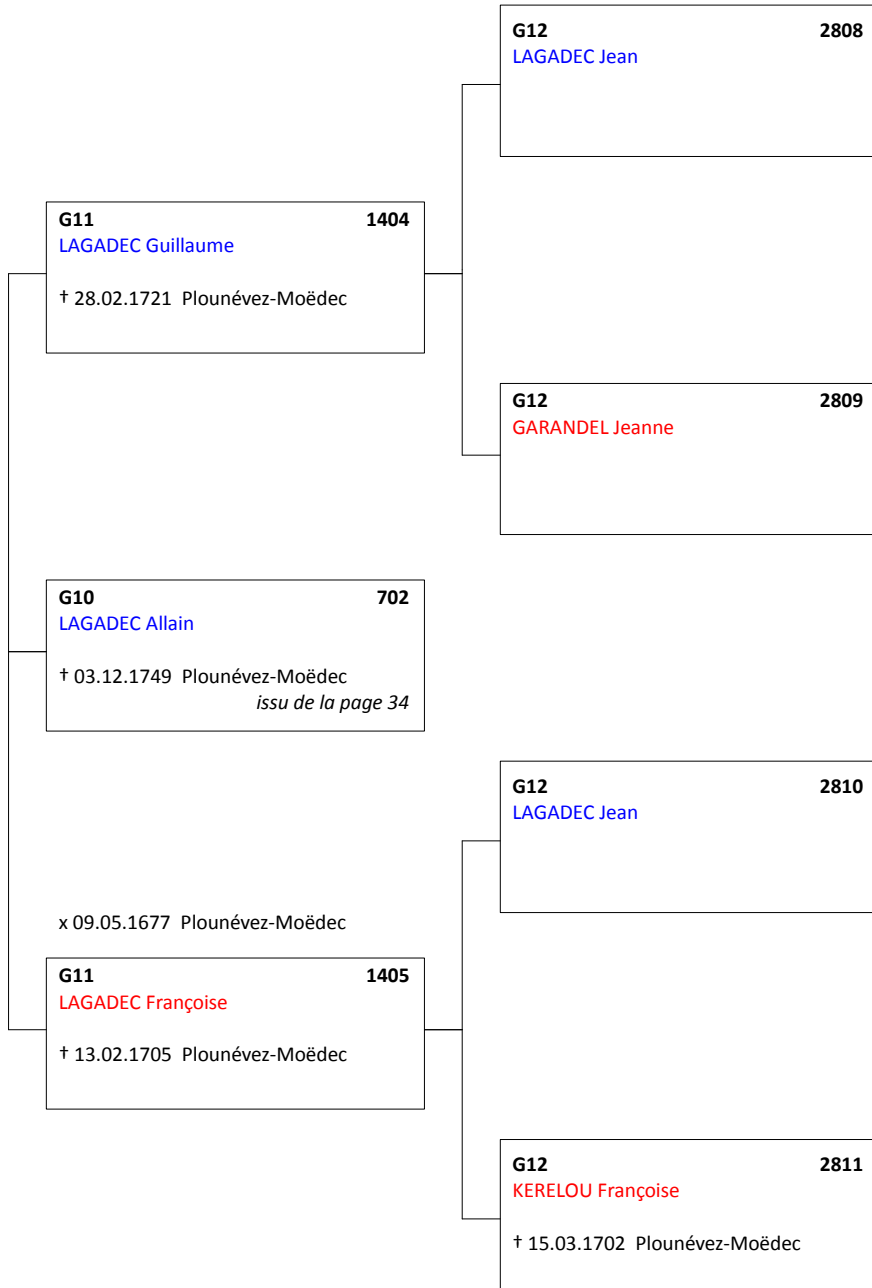 G12 2808
LAGADEC Jean
G11 1404
LAGADEC Guillaume
† 28.02.1721 Plounévez-Moëdec
G12 2809
GARANDEL Jeanne
G10 702
LAGADEC Allain
† 03.12.1749 Plounévez-Moëdec
issu de la page 34
G12 2810
LAGADEC Jean
x 09.05.1677 Plounévez-Moëdec
G11 1405
LAGADEC Françoise
† 13.02.1705 Plounévez-Moëdec
G12 2811
KERELOU Françoise
† 15.03.1702 Plounévez-Moëdec